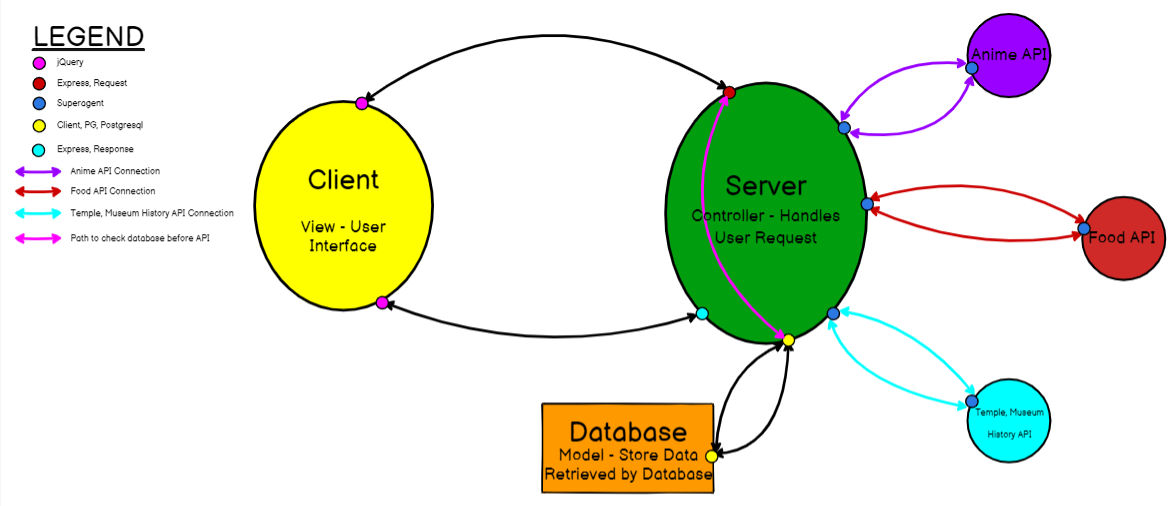 LEGEND
jQuery
Express, Request
Superagent
Client, PG, Postgresql
Express, Response
Anime API Connection
Food API Connection
Temple, Museum History API Connection
Path to check database before API
Client
View - User
Interface
Server
Controller - Handles
User Request
Database
Model - Store Data
Retrieved by Database
Anime API
Food API
Temple, Museum
History API